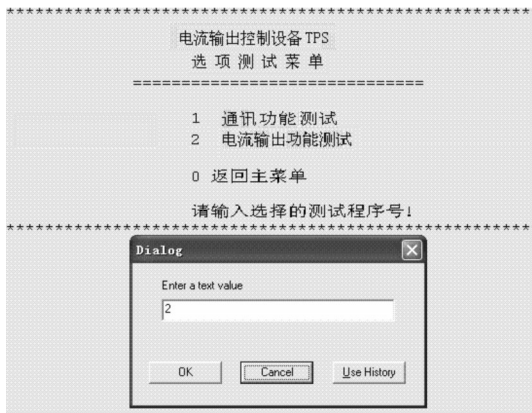 ******************************************************
电流输出控制设备TPS
选项测试菜单
==============================
1 通讯功能测试
2 电流输出功能测试
0 返回主菜单
请输入选择的测试程序号!
******************************************************
Dialog
Enter a text value
2
OK Cancel Use History